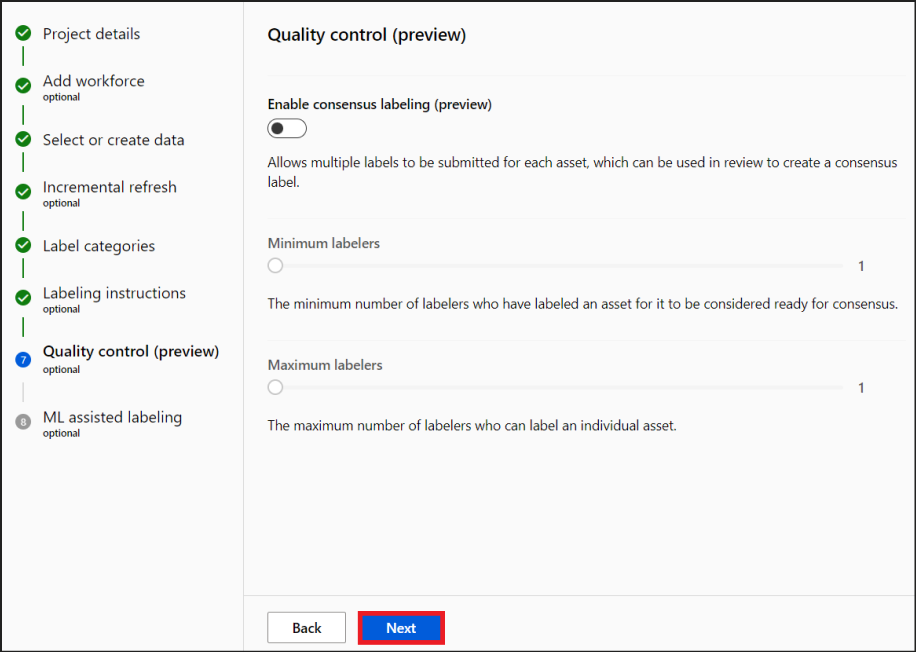 Project details
Add workforce
optional
Select or create data
Incremental refresh
optional
Label categories
Labeling instructions
optional
7
Quality control (preview)
optional
8
ML assisted labeling
optional
Quality control (preview)
Enable consensus labeling (preview)
Allows multiple labels to be submitted for each asset, which can be used in review to create a consensus
label.
Minimum labelers
1
The minimum number of labelers who have labeled an asset for it to be considered ready for consensus.
Maximum labelers
1
The maximum number of labelers who can label an individual asset.
Back
Next